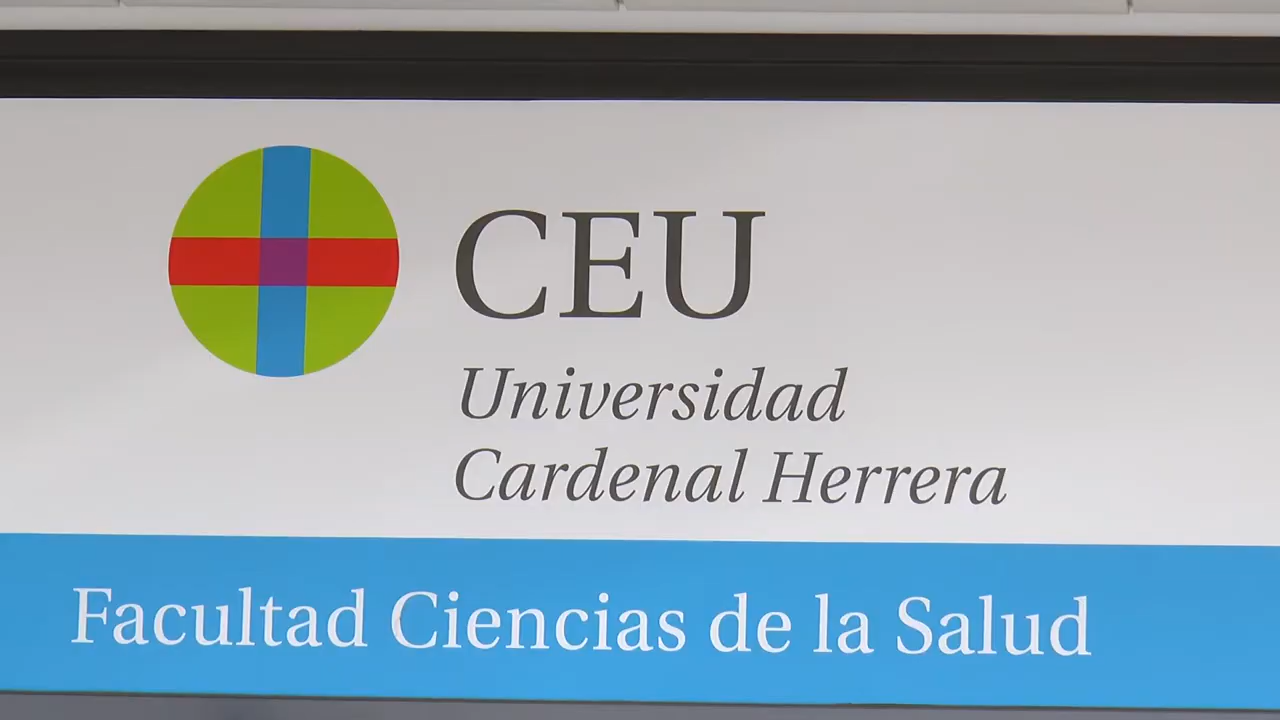 CEU
Universidad
Cardenal Herrera
Facultad Ciencias de la Salud